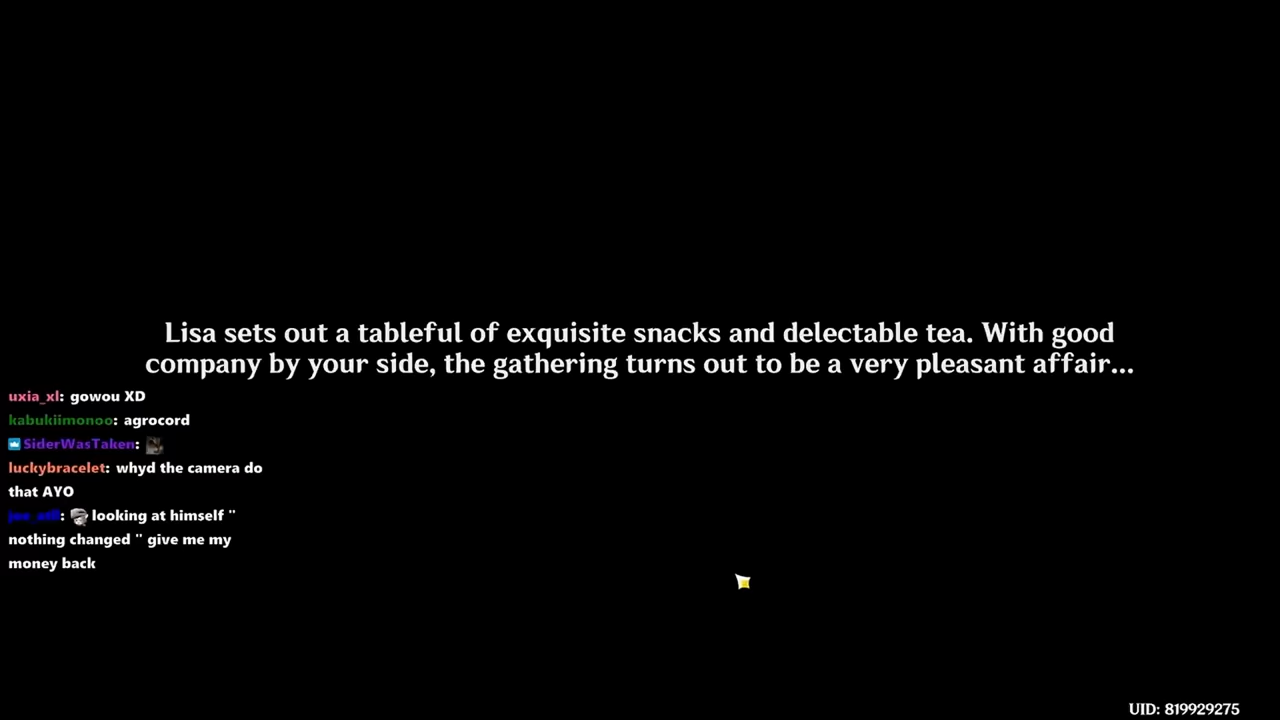 Lisa sets out a tableful of exquisite snacks and delectable tea. With good
company by your side, the gathering turns out to be a very pleasant affair...
uxia_xl: gowou XD
kabukiimonoo: agrocord
SiderWasTaken:
luckybracelet: whyd the camera do
that AYO
: looking at himself "
nothing changed " give me my
money back
UID: 819929275